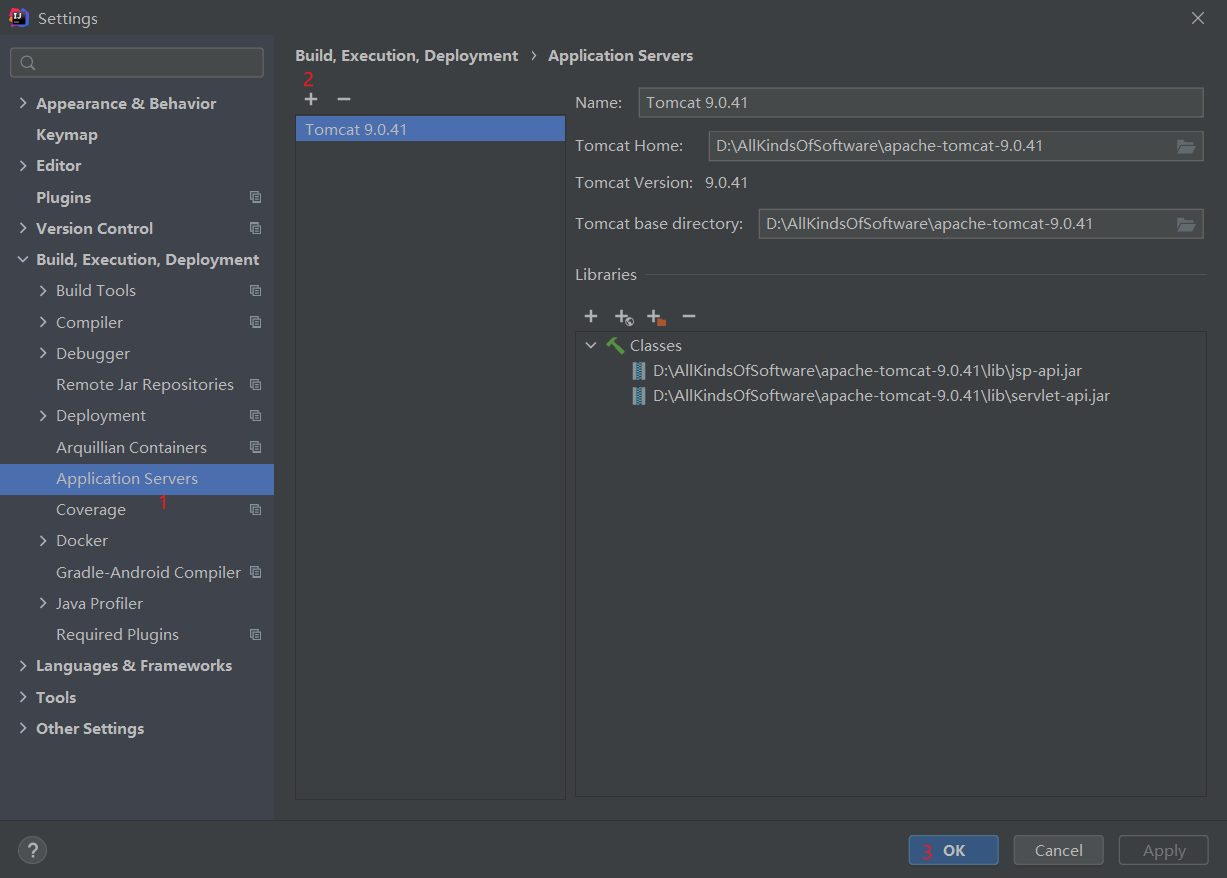 Settings
Build, Execution, Deployment › Application Servers
2
Appearance & Behavior
Keymap
Editor
Plugins
Version Control
Build, Execution, Deployment
Build Tools
Compiler
Debugger
Remote Jar Repositories
Deployment
Arquillian Containers
Application Servers
1
Coverage
Docker
Gradle-Android Compiler
Java Profiler
Required Plugins
Languages & Frameworks
Tools
Other Settings
Tomcat 9.0.41
Name: Tomcat 9.0.41
Tomcat Home: D:\AllKindsOfSoftware\apache-tomcat-9.0.41
Tomcat Version: 9.0.41
Tomcat base directory: D:\AllKindsOfSoftware\apache-tomcat-9.0.41
Libraries
Classes
D:\AllKindsOfSoftware\apache-tomcat-9.0.41\lib\jsp-api.jar
D:\AllKindsOfSoftware\apache-tomcat-9.0.41\lib\servlet-api.jar
?
3 OK
Cancel
Apply